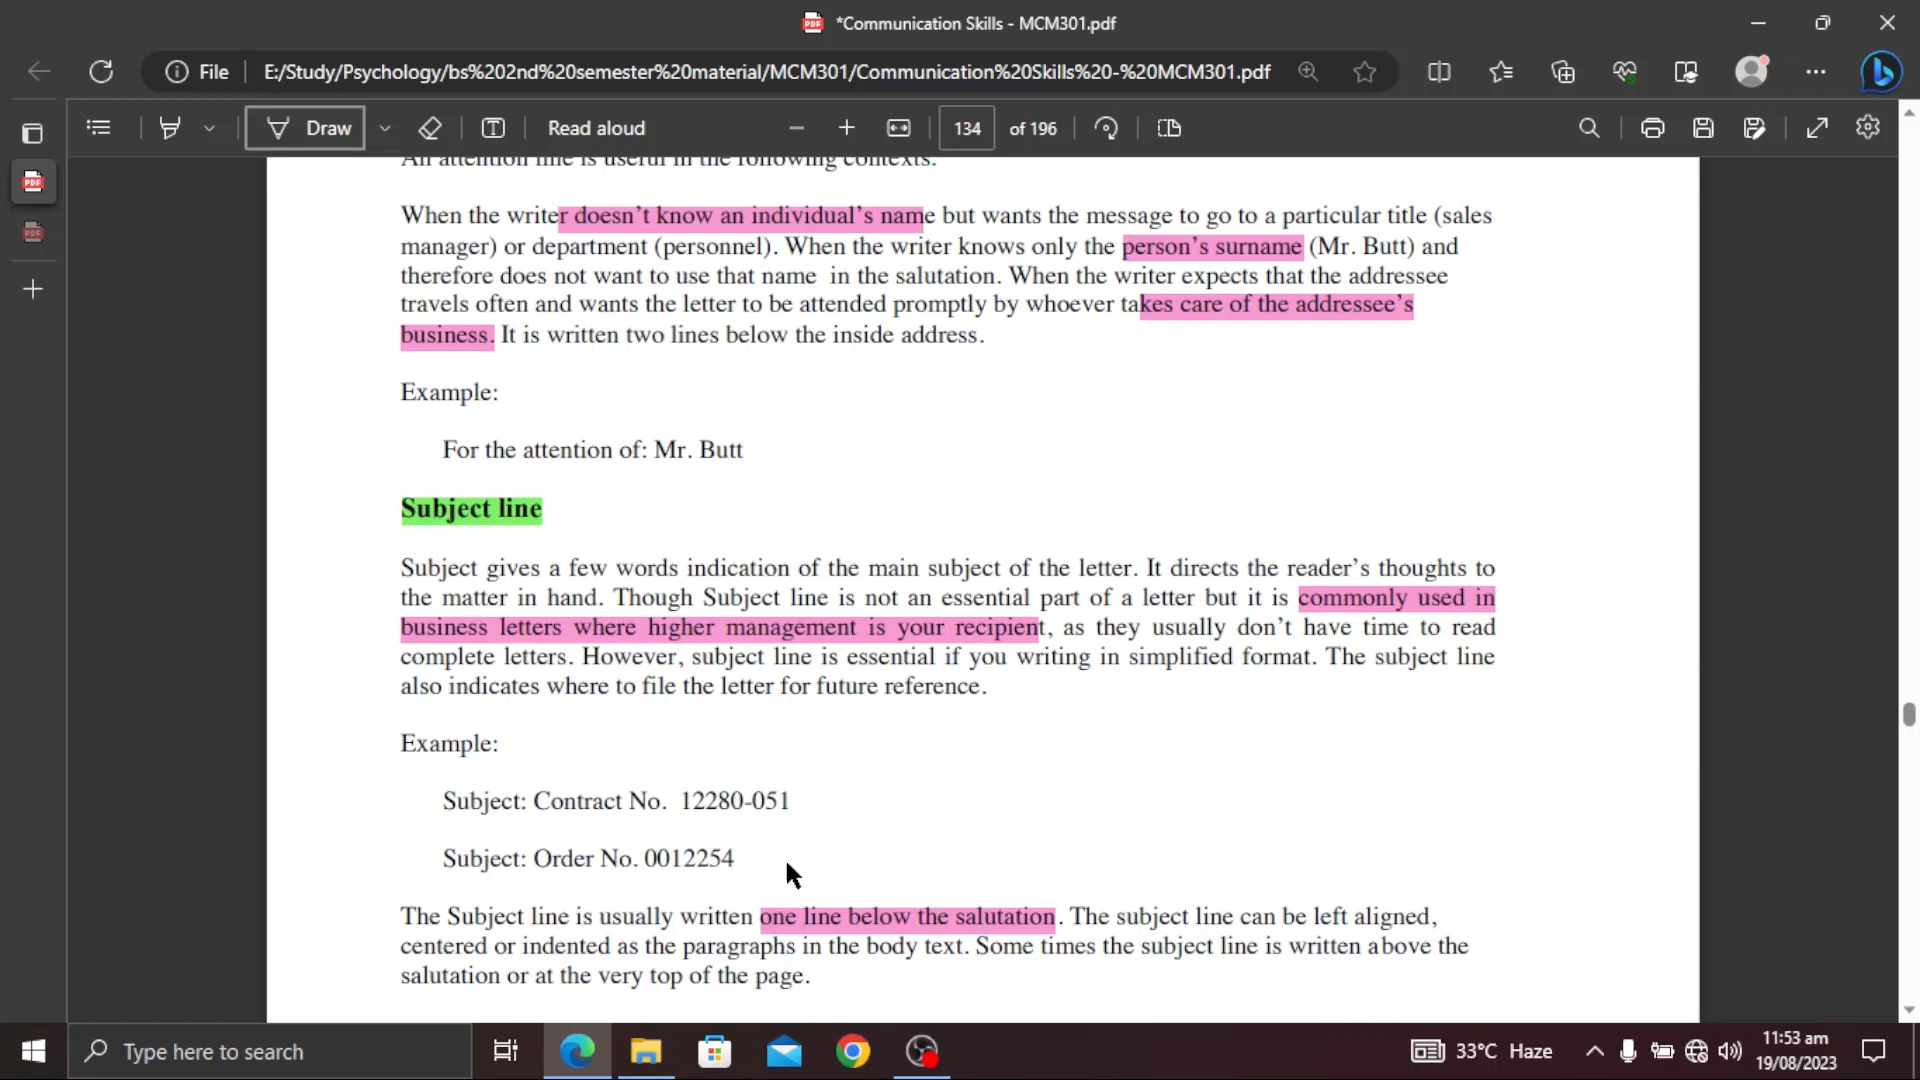 *Communication Skills - MCM301.pdf
File
E:/Study/Psychology/bs%202nd%20semester%20material/MCM301/Communication%20Skills%20-%20MCM301.pdf
Draw
Read aloud
134
of 196
An attention line is useful in the following contexts.
When the writer doesn't know an individual's name but wants the message to go to a particular title (sales
manager) or department (personnel). When the writer knows only the person's surname (Mr. Butt) and
therefore does not want to use that name in the salutation. When the writer expects that the addressee
travels often and wants the letter to be attended promptly by whoever takes care of the addressee's
business. It is written two lines below the inside address.
Example:
For the attention of: Mr. Butt
Subject line
Subject gives a few words indication of the main subject of the letter. It directs the reader's thoughts to
the matter in hand. Though Subject line is not an essential part of a letter but it is commonly used in
business letters where higher management is your recipient, as they usually don't have time to read
complete letters. However, subject line is essential if you writing in simplified format. The subject line
also indicates where to file the letter for future reference.
Example:
Subject: Contract No. 12280-051
Subject: Order No. 0012254
The Subject line is usually written one line below the salutation. The subject line can be left aligned,
centered or indented as the paragraphs in the body text. Some times the subject line is written above the
salutation or at the very top of the page.
Type here to search
33°C Haze
11:53 am
19/08/2023